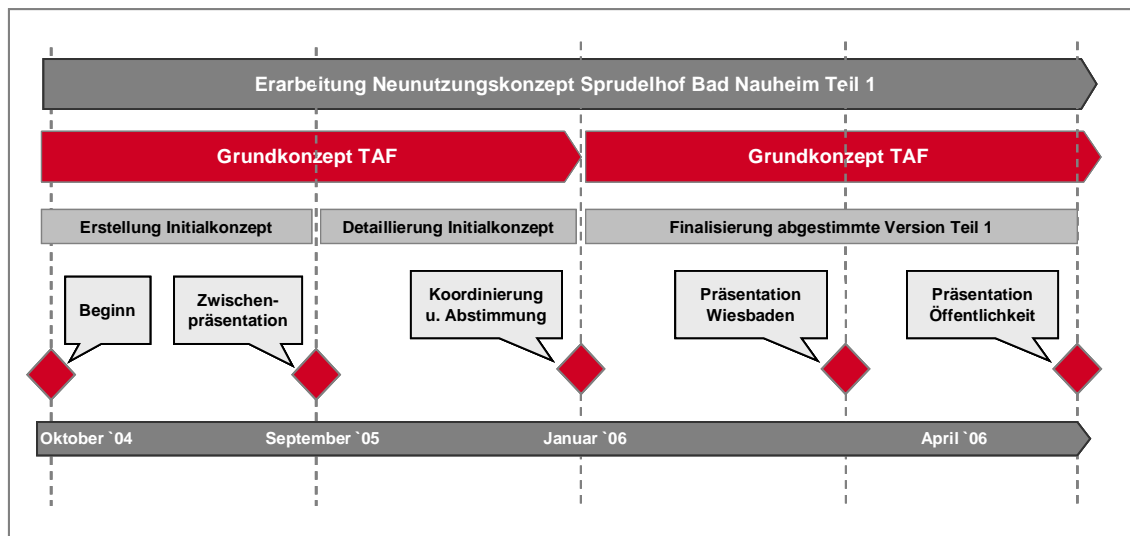 Erarbeitung Neunutzungskonzept Sprudelhof Bad Nauheim Teil 1
Grundkonzept TAF
Grundkonzept TAF
Erstellung Initialkonzept
Detaillierung Initialkonzept
Finalisierung abgestimmte Version Teil 1
Beginn
Zwischen-
präsentation
Koordinierung
u. Abstimmung
Präsentation
Wiesbaden
Präsentation
Öffentlichkeit
Oktober `04
September `05
Januar `06
April `06